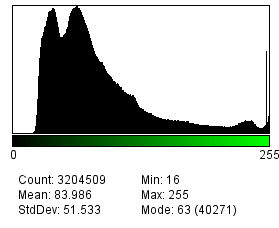 0 255
Count: 3204509 Min: 16
Mean: 83.986 Max: 255
StdDev: 51.533 Mode: 63 (40271)